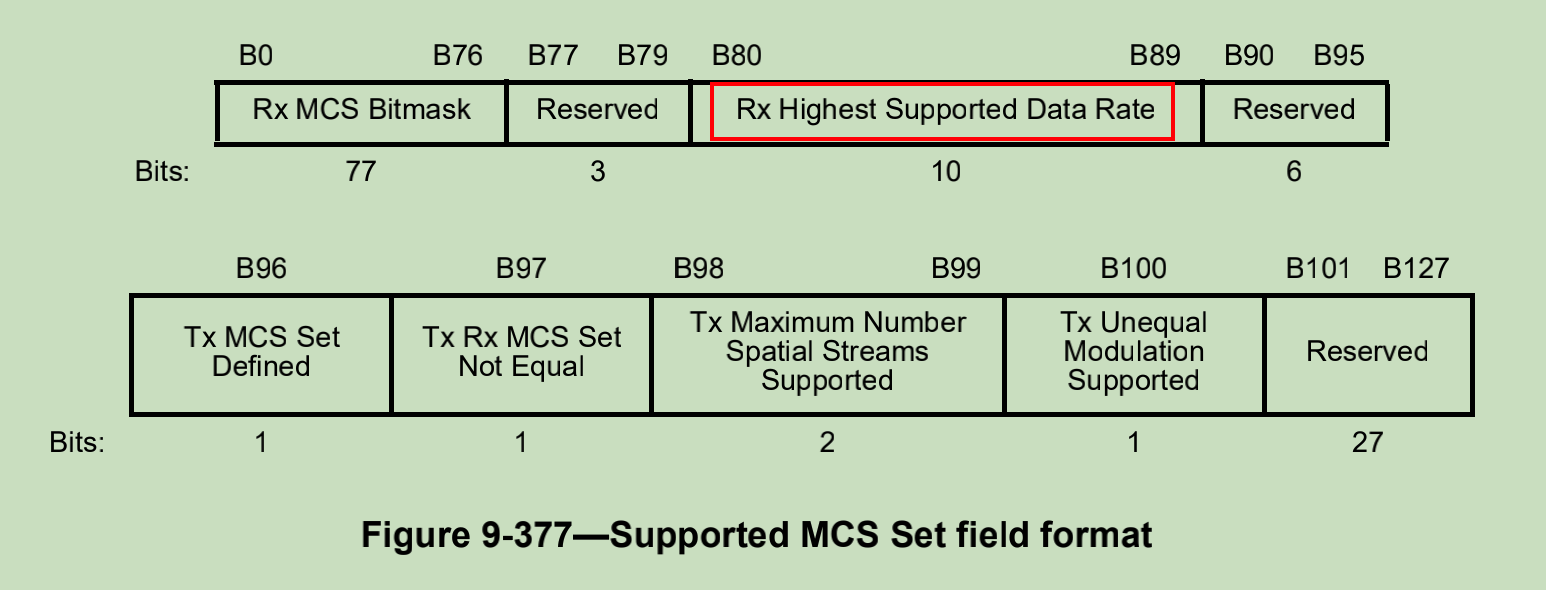 B0 B76 B77 B79 B80 B89 B90 B95
Rx MCS Bitmask Reserved Rx Highest Supported Data Rate Reserved
Bits: 77 3 10 6
B96 B97 B98 B99 B100 B101 B127
Tx MCS Set
Defined
Tx Rx MCS Set
Not Equal
Tx Maximum Number
Spatial Streams
Supported
Tx Unequal
Modulation
Supported
Reserved
Bits: 1 1 2 1 27
Figure 9-377—Supported MCS Set field format